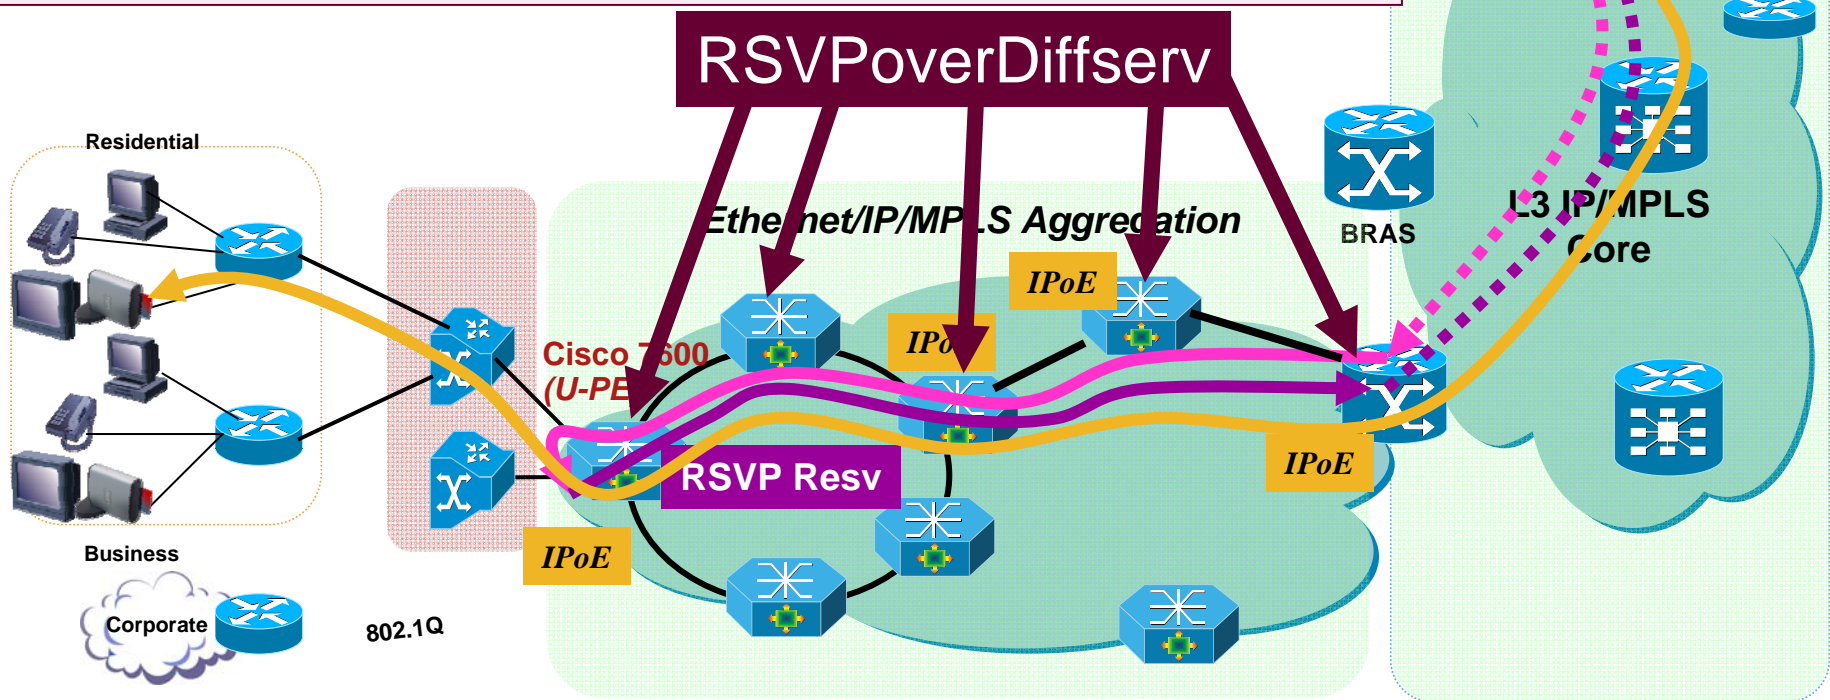 RSVPoverDiffserv
Residential
Ethernet/IP/MPLS Aggregation
BRAS
L3 IP/MPLS
Core
IPoE
Cisco 7600
(U-PE
RSVP Resv
IPoE
IPoE
Business
Corporate
802.1Q